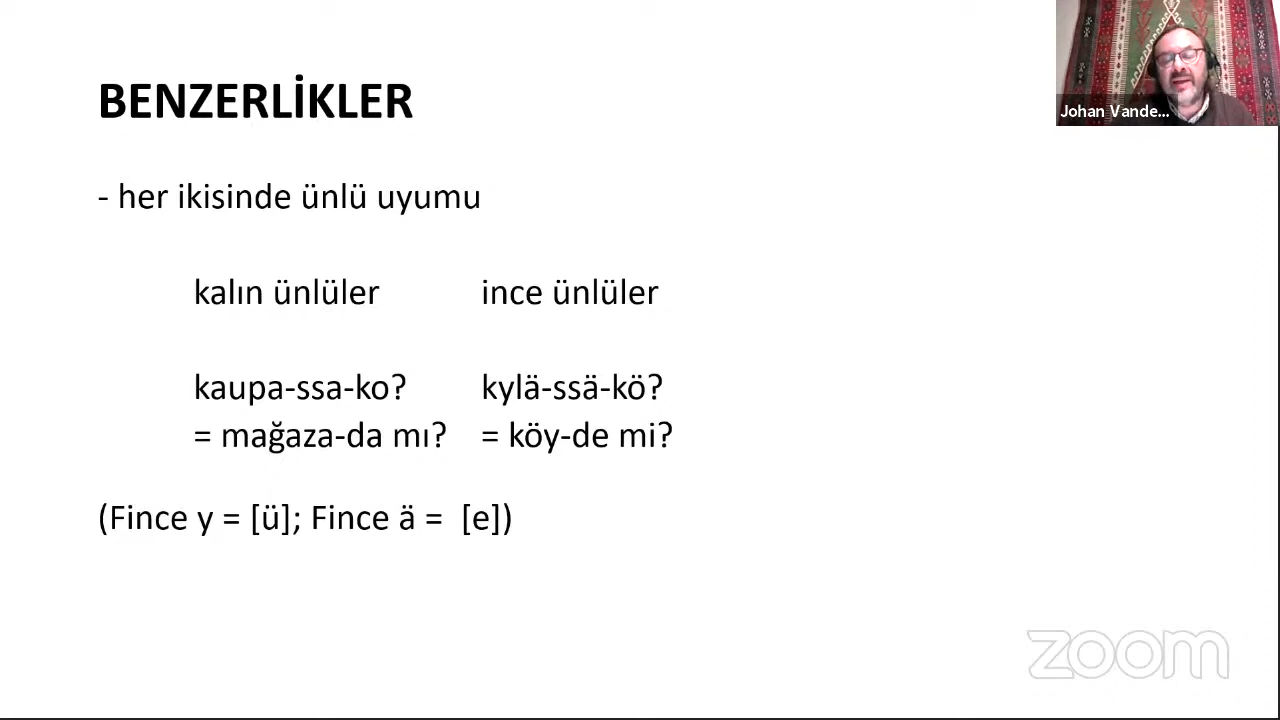 BENZERLİKLER
Johan Vande...
- her ikisinde ünlü uyumu
kalın ünlüler ince ünlüler
kaupa-ssa-ko? kylä-ssä-kö?
= mağaza-da mı? = köy-de mi?
(Fince y = [ü]; Fince ä = [e])
zoom